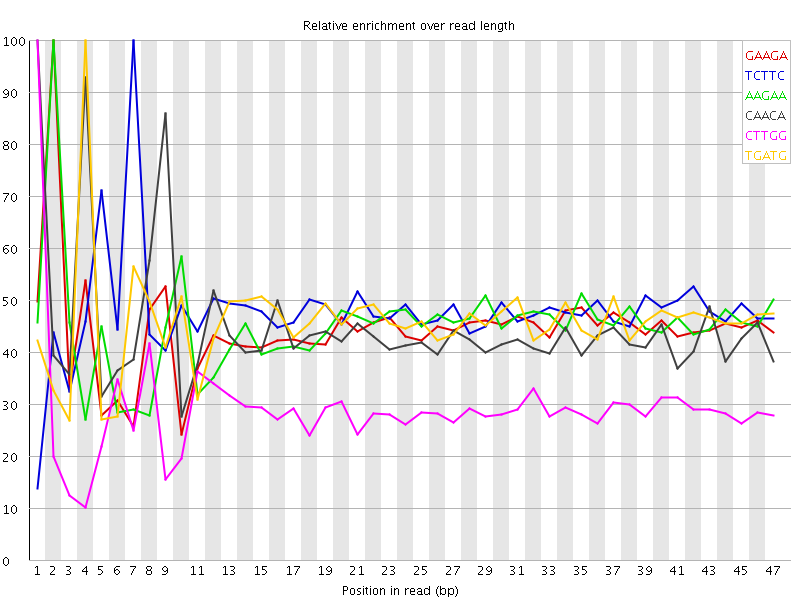 Relative enrichment over read length
100
90
80
70
60
50
40
30
20
10
0
GAAGA
TCTTC
AAGAA
CAACA
CTTGG
TGATG
1 2 3 4 5 6 7 8 9 11 13 15 17 19 21 23 25 27 29 31 33 35 37 39 41 43 45 47
Position in read (bp)